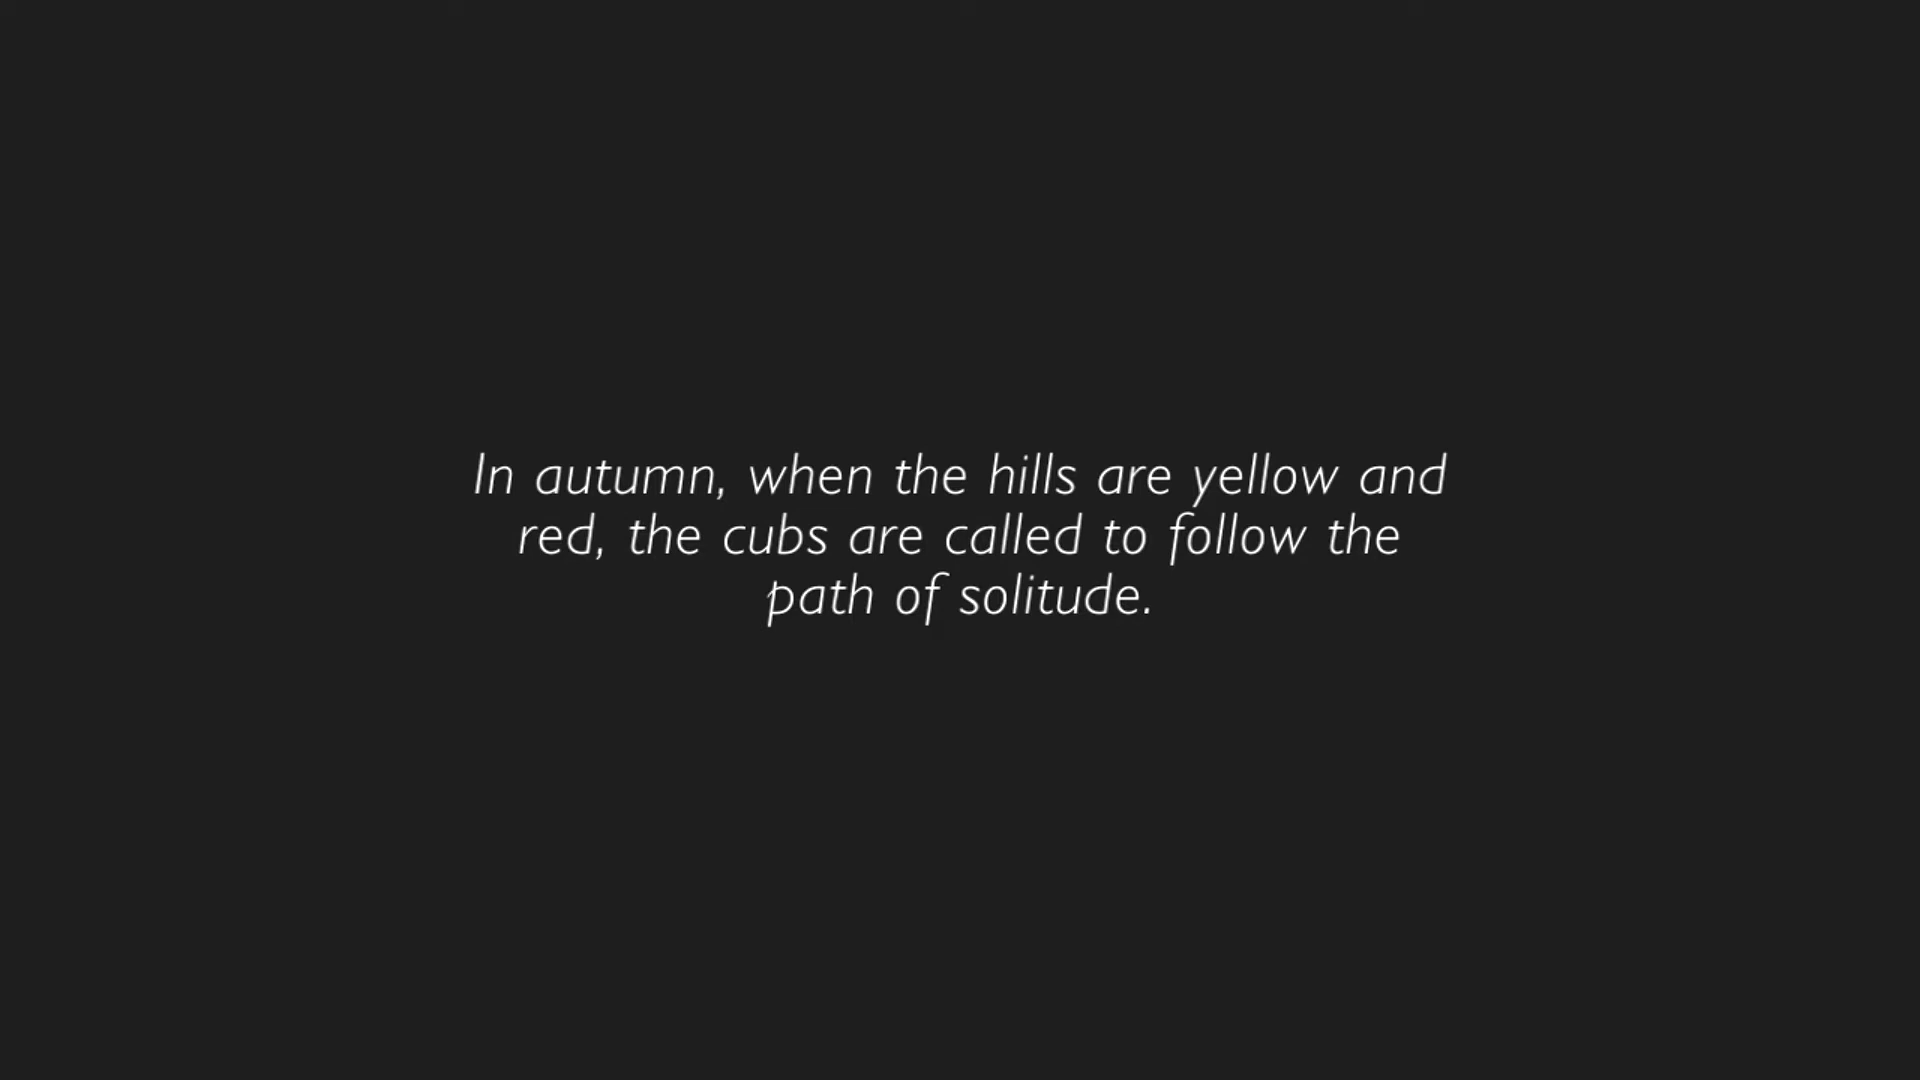 In autumn, when the hills are yellow and
red, the cubs are called to follow the
path of solitude.